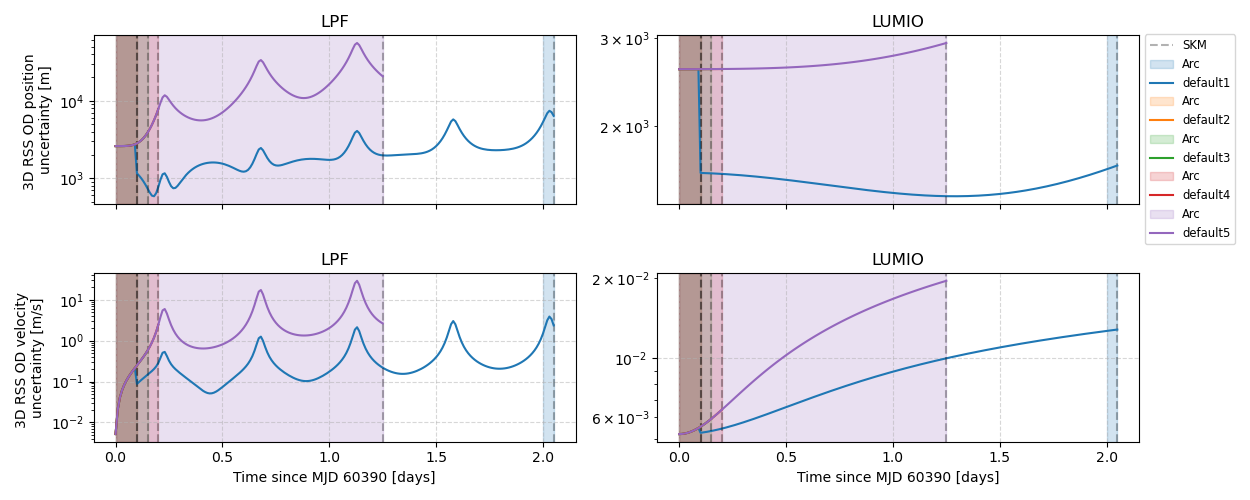 LPF
3D RSS OD position
uncertainty [m]
10⁴
10³
LUMIO
3 × 10³
2 × 10³
SKM
Arc
default1
Arc
default2
Arc
default3
Arc
default4
Arc
default5
LPF
3D RSS OD velocity
uncertainty [m/s]
10¹
10⁰
10⁻¹
10⁻²
0.0 0.5 1.0 1.5 2.0
Time since MJD 60390 [days]
LUMIO
2 × 10⁻²
10⁻²
6 × 10⁻³
0.0 0.5 1.0 1.5 2.0
Time since MJD 60390 [days]